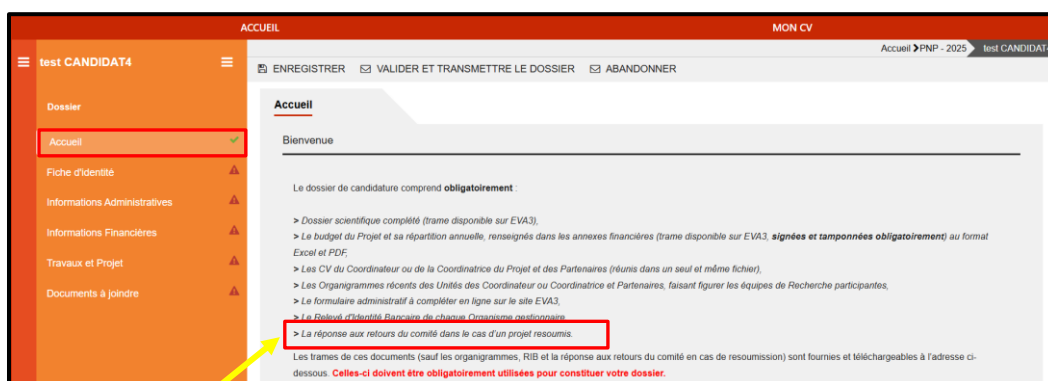 ACCUEIL MON CV
Accueil PNP - 2025 test CANDIDAT4
test CANDIDAT4
ENREGISTRER VALIDER ET TRANSMETTRE LE DOSSIER ABANDONNER
Dossier
Accueil
Fiche d'identité
Informations Administratives
Informations Financières
Travaux et Projet
Documents à joindre
Accueil
Bienvenue
Le dossier de candidature comprend obligatoirement :
> Dossier scientifique complété (trame disponible sur EVA3),
> Le budget du Projet et sa répartition annuelle, renseignés dans les annexes financières (trame disponible sur EVA3, signées et tamponnées obligatoirement) au format
Excel et PDF,
> Les CV du Coordinateur ou de la Coordinatrice du Projet et des Partenaires (réunis dans un seul et même fichier),
> Les Organigrammes récents des Unités des Coordinateur ou Coordinatrice et Partenaires, faisant figurer les équipes de Recherche participantes,
> Le formulaire administratif à compléter en ligne sur le site EVA3,
> Le Relevé d'Identité Bancaire de chaque Organisme gestionnaire
> La réponse aux retours du comité dans le cas d'un projet resoumis.
Les trames de ces documents (sauf les organigrammes, RIB et la réponse aux retours du comité en cas de resoumission) sont fournies et téléchargeables à l'adresse ci-
dessous. Celles-ci doivent être obligatoirement utilisées pour constituer votre dossier.